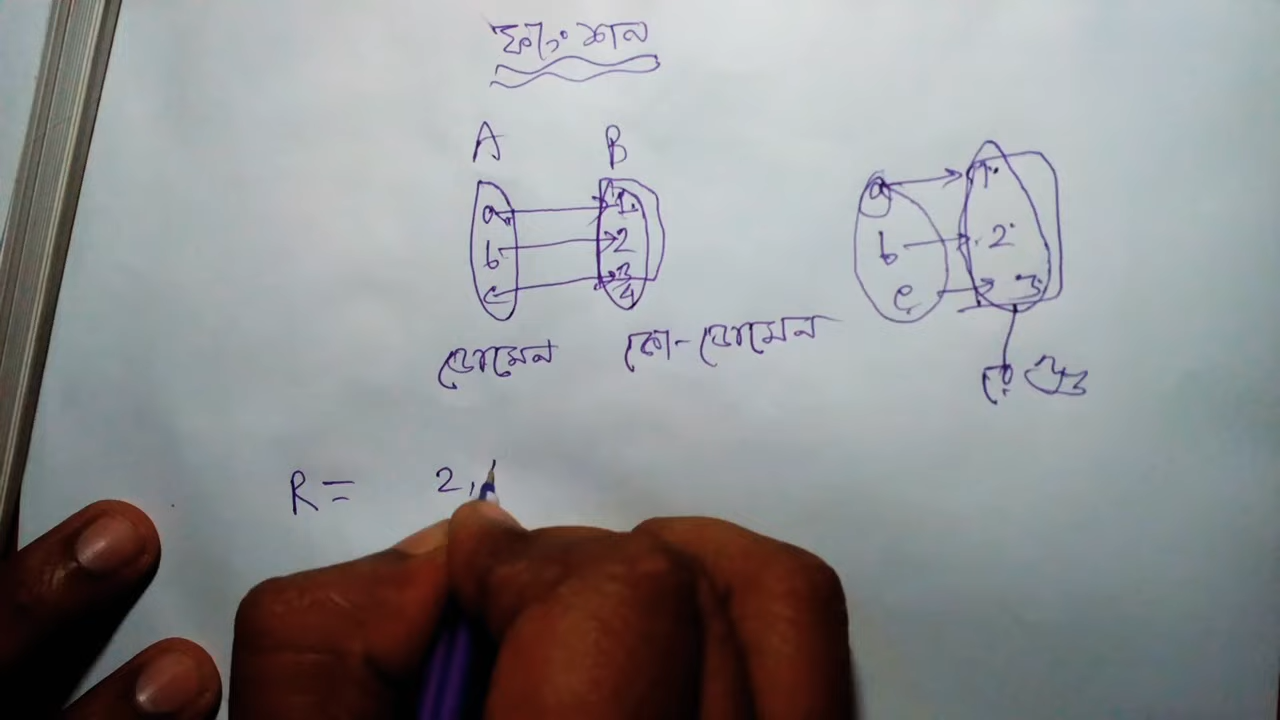 ফাংশন
A B
a 1
b 2
c 3
4
a 1
b 2
c 3
ডোমেন কো-ডোমেন
রেঞ্জ
R = 2,